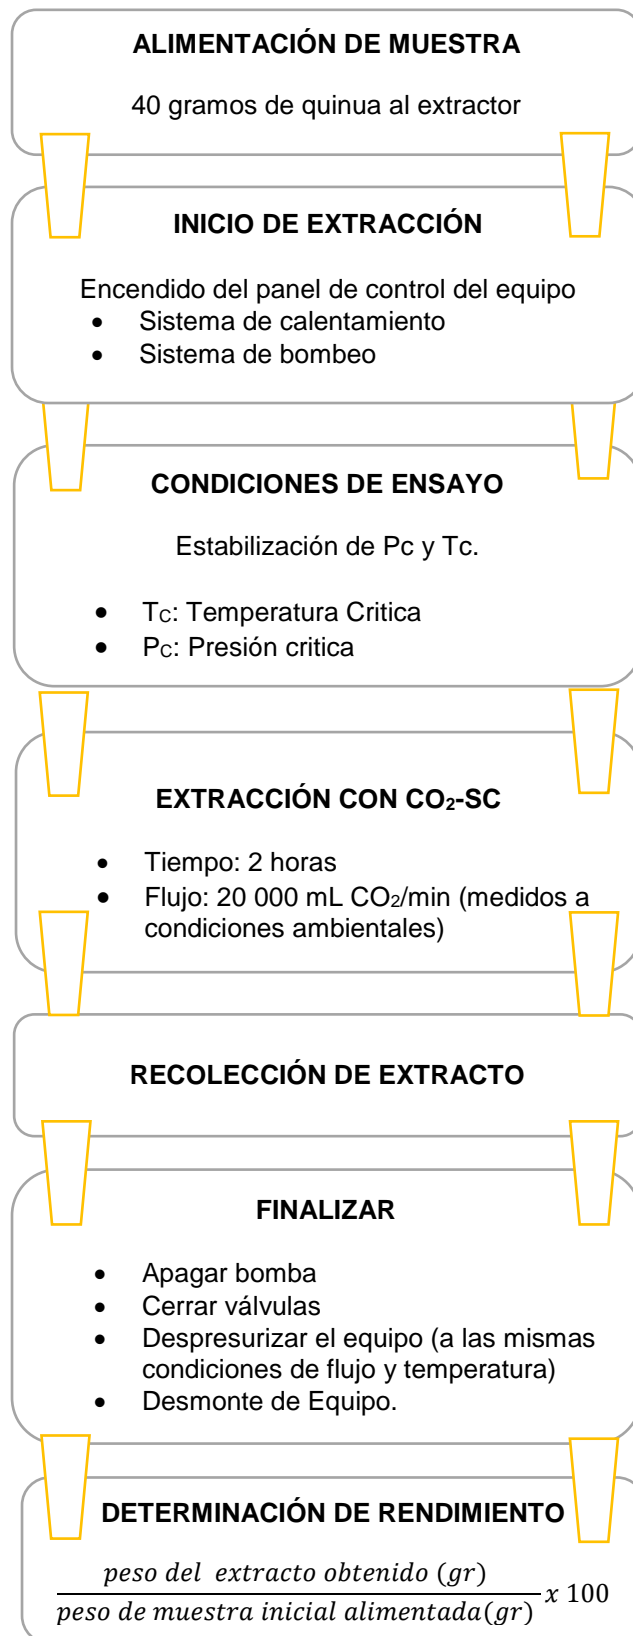 ALIMENTACIÓN DE MUESTRA
40 gramos de quinua al extractor
INICIO DE EXTRACCIÓN
Encendido del panel de control del equipo
• Sistema de calentamiento
• Sistema de bombeo
CONDICIONES DE ENSAYO
Estabilización de Pc y Tc.
• TC: Temperatura Critica
• PC: Presión critica
EXTRACCIÓN CON CO2-SC
• Tiempo: 2 horas
• Flujo: 20 000 mL CO2/min (medidos a
condiciones ambientales)
RECOLECCIÓN DE EXTRACTO
FINALIZAR
• Apagar bomba
• Cerrar válvulas
• Despresurizar el equipo (a las mismas
condiciones de flujo y temperatura)
• Desmonte de Equipo.
DETERMINACIÓN DE RENDIMIENTO
peso del extracto obtenido (gr)
peso de muestra inicial alimentada(gr) x 100